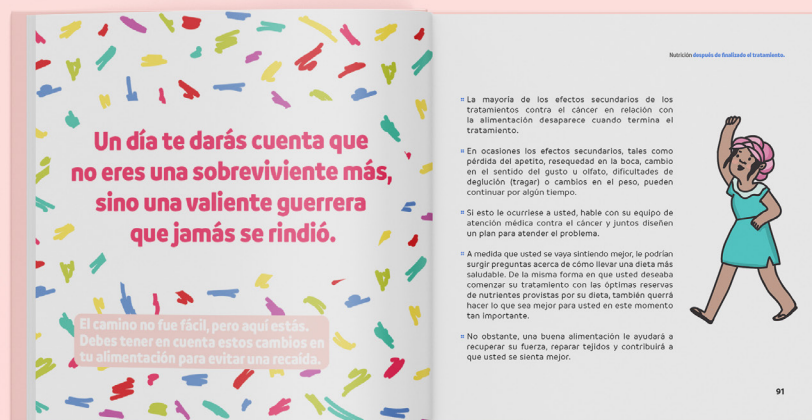 Un día te darás cuenta que
no eres una sobreviviente más,
sino una valiente guerrera
que jamás se rindió.
El camino no fue fácil, pero aquí estás.
Debes tener en cuenta estos cambios en
tu alimentación para evitar una recaída.
Nutrición después de finalizado el tratamiento.
La mayoría de los efectos secundarios de los
tratamientos contra el cáncer en relación con
la alimentación desaparece cuando termina el
tratamiento.
En ocasiones los efectos secundarios, tales como
pérdida del apetito, resequedad en la boca, cambio
en el sentido del gusto u olfato, dificultades de
deglución (tragar) o cambios en el peso, pueden
continuar por algún tiempo.
Si esto le ocurriese a usted, hable con su equipo de
atención médica contra el cáncer y juntos diseñen
un plan para atender el problema.
A medida que usted se vaya sintiendo mejor, le podrían
surgir preguntas acerca de cómo llevar una dieta más
saludable. De la misma forma en que usted deseaba
comenzar su tratamiento con las óptimas reservas
de nutrientes provistas por su dieta, también querrá
hacer lo que sea mejor para usted en este momento
tan importante.
No obstante, una buena alimentación le ayudará a
recuperar su fuerza, reparar tejidos y contribuirá a
que usted se sienta mejor.
91